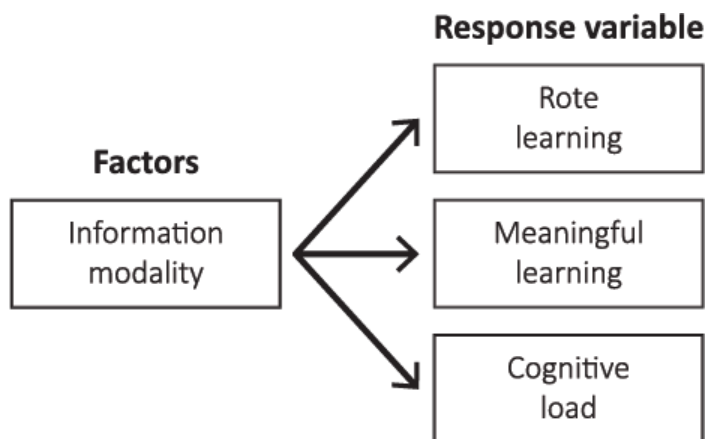 Response variable
Rote
learning
Factors
Information
modality
Meaningful
learning
Cognitive
load